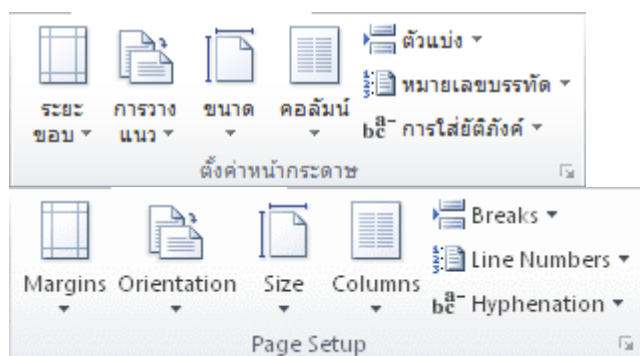 ระยะ การวาง ขนาด คอลัมน์ ตัวแบ่ง
ขอบ แนว หมายเลขบรรทัด
bc a- การใส่ยัติภังค์
ตั้งค่าหน้ากระดาษ
Margins Orientation Size Columns Breaks
Line Numbers
bc a- Hyphenation
Page Setup